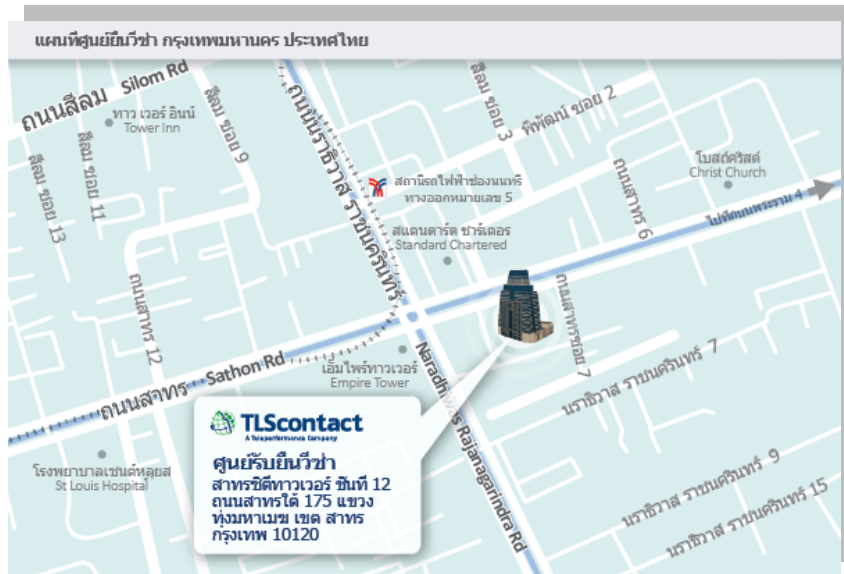 แผนที่ศูนย์ยื่นวีซ่า กรุงเทพมหานคร ประเทศไทย
ถนนสีลม Silom Rd
ทาว เวอร์ อินน์
Tower Inn
สีลม ซอย 9
สีลม ซอย 11
สีลม ซอย 13
ถนนนราธิวาส ราชนครินทร์
สีลม ซอย 3
พิพัฒน์ ซอย 2
โบสถ์คริสต์
Christ Church
สถานีรถไฟฟ้าช่องนนทรี
ทางออกหมายเลข 5
ถนนสาทร 6
ไปที่ถนนพระราม 4
สแตนดาร์ด ชาร์เตอร
Standard Chartered
ถนนสาทร 12
ถนนสาทรซอย 7
ถนนสาทร
Sathon Rd
เอ็มไพร์ทาวเวอร์
Empire Tower
Naradhiwas Rajanagarindra Rd
นราธิวาส ราชนครินทร์ 7
TLScontact
A Teleperformance Company
ศูนย์รับยื่นวีซ่า
สาทรซิตี้ทาวเวอร์ ชั้นที่ 12
ถนนสาทรใต้ 175 แขวง
ทุ่งมหาเมฆ เขต สาทร
กรุงเทพ 10120
โรงพยาบาลเซนต์หลุยส
St Louis Hospital
นราธิวาส ราชนครินทร์ 9
นราธิวาส ราชนครินทร์ 15